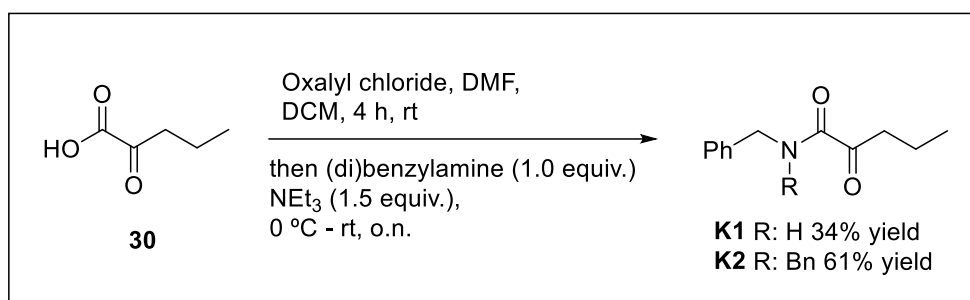 Oxalyl chloride, DMF,
DCM, 4 h, rt
then (di)benzylamine (1.0 equiv.)
NEt₃ (1.5 equiv.),
0 ºC - rt, o.n.
O
HO
O
30
O
Ph
N
R
O
K1 R: H 34% yield
K2 R: Bn 61% yield